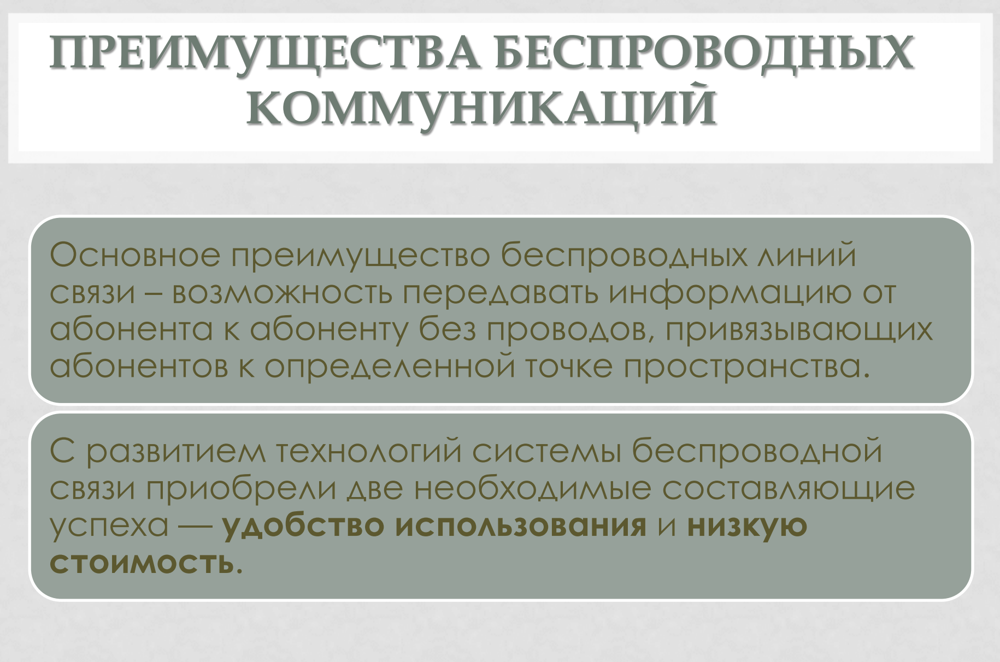 ПРЕИМУЩЕСТВА БЕСПРОВОДНЫХ
КОММУНИКАЦИЙ
Основное преимущество беспроводных линий
связи – возможность передавать информацию от
абонента к абоненту без проводов, привязывающих
абонентов к определенной точке пространства.
С развитием технологий системы беспроводной
связи приобрели две необходимые составляющие
успеха — удобство использования и низкую
стоимость.